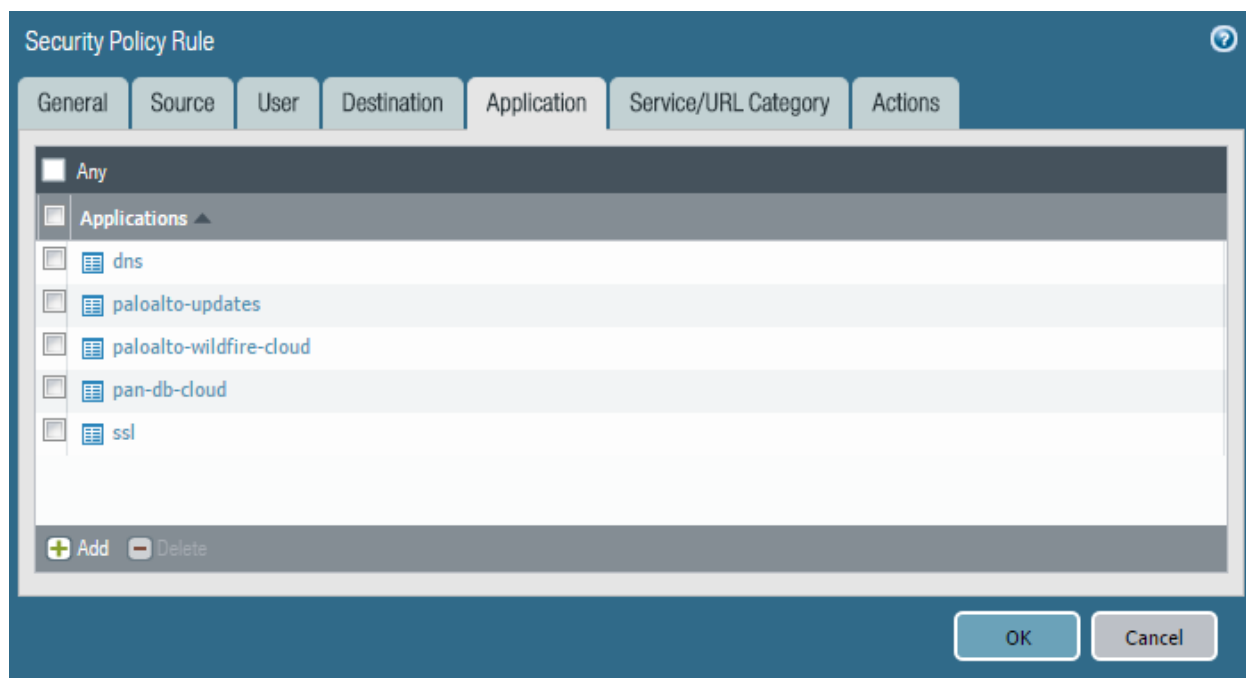 Security Policy Rule
General Source User Destination Application Service/URL Category Actions
Any
Applications
dns
paloalto-updates
paloalto-wildfire-cloud
pan-db-cloud
ssl
Add Delete
OK Cancel